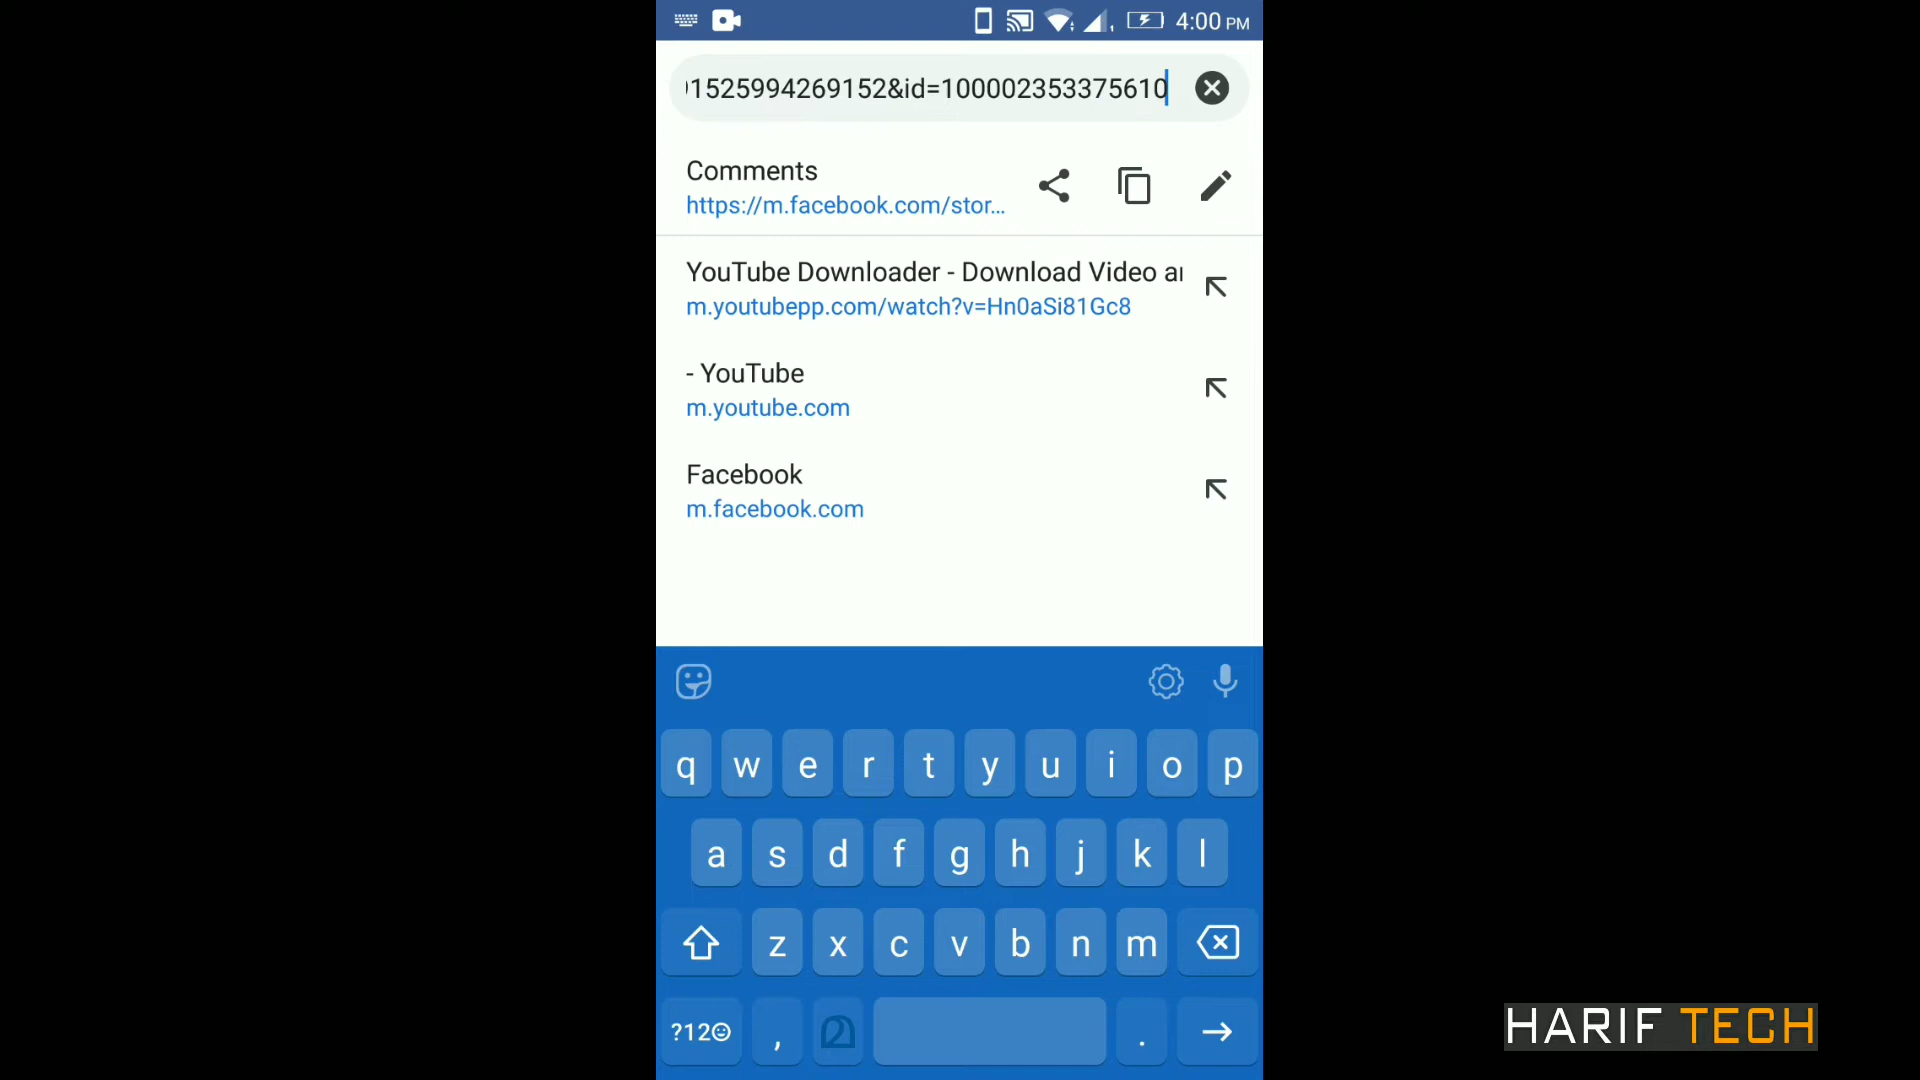 4:00 PM
1525994269152&id=100002353375610
Comments
https://m.facebook.com/stor...
YouTube Downloader - Download Video ar
m.youtubepp.com/watch?v=Hn0aSi81Gc8
- YouTube
m.youtube.com
Facebook
m.facebook.com
q w e r t y u i o p
a s d f g h j k l
z x c v b n m
?12☺ , മ .
HARIF TECH